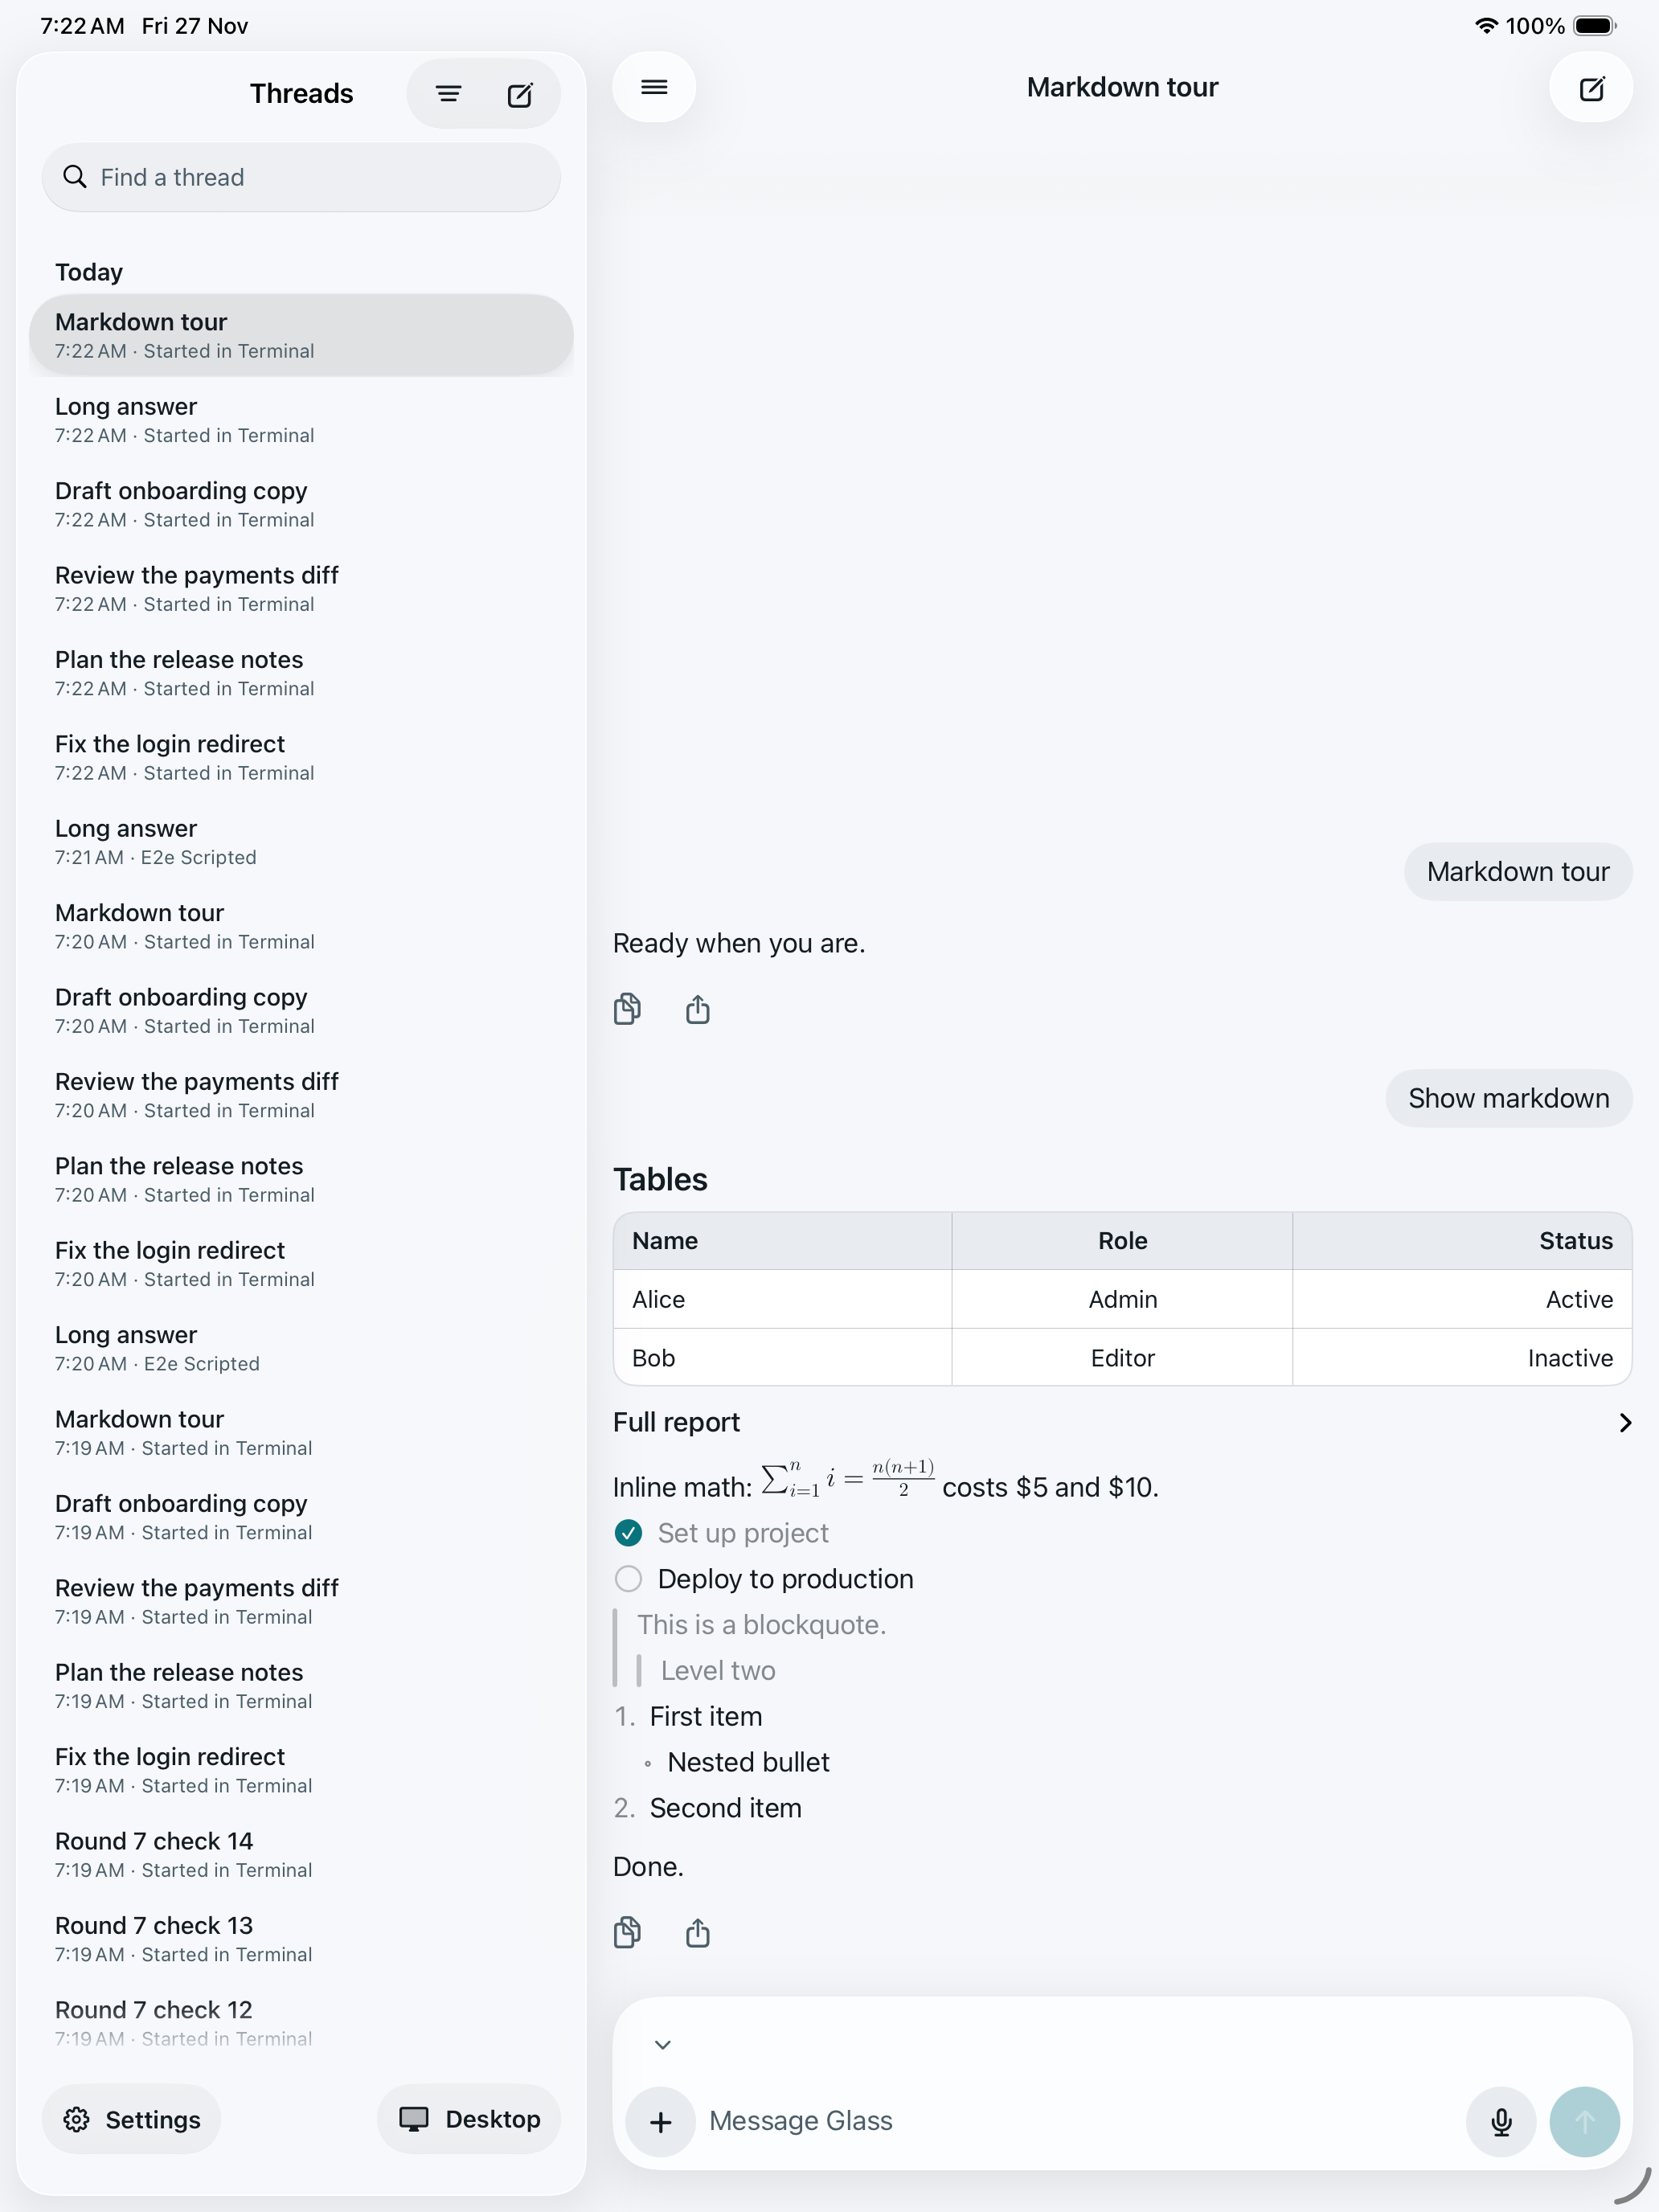 7:22 AM Fri 27 Nov
100%
Threads
Find a thread
Today
Markdown tour
7:22 AM · Started in Terminal
Long answer
7:22 AM · Started in Terminal
Draft onboarding copy
7:22 AM · Started in Terminal
Review the payments diff
7:22 AM · Started in Terminal
Plan the release notes
7:22 AM · Started in Terminal
Fix the login redirect
7:22 AM · Started in Terminal
Long answer
7:21 AM · E2e Scripted
Markdown tour
7:20 AM · Started in Terminal
Draft onboarding copy
7:20 AM · Started in Terminal
Review the payments diff
7:20 AM · Started in Terminal
Plan the release notes
7:20 AM · Started in Terminal
Fix the login redirect
7:20 AM · Started in Terminal
Long answer
7:20 AM · E2e Scripted
Markdown tour
7:19 AM · Started in Terminal
Draft onboarding copy
7:19 AM · Started in Terminal
Review the payments diff
7:19 AM · Started in Terminal
Plan the release notes
7:19 AM · Started in Terminal
Fix the login redirect
7:19 AM · Started in Terminal
Round 7 check 14
7:19 AM · Started in Terminal
Round 7 check 13
7:19 AM · Started in Terminal
Round 7 check 12
7:19 AM · Started in Terminal
Settings
Desktop
Markdown tour
Markdown tour
Ready when you are.
Show markdown
Tables
Name Role Status
Alice Admin Active
Bob Editor Inactive
Full report
Inline math: ∑_{i=1}^{n} i = n(n+1)/2 costs $5 and $10.
Set up project
Deploy to production
This is a blockquote.
Level two
1. First item
◦ Nested bullet
2. Second item
Done.
Message Glass